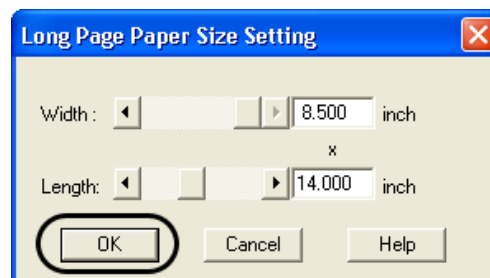 Long Page Paper Size Setting
Width : 8.500 inch
x
Length: 14.000 inch
OK Cancel Help